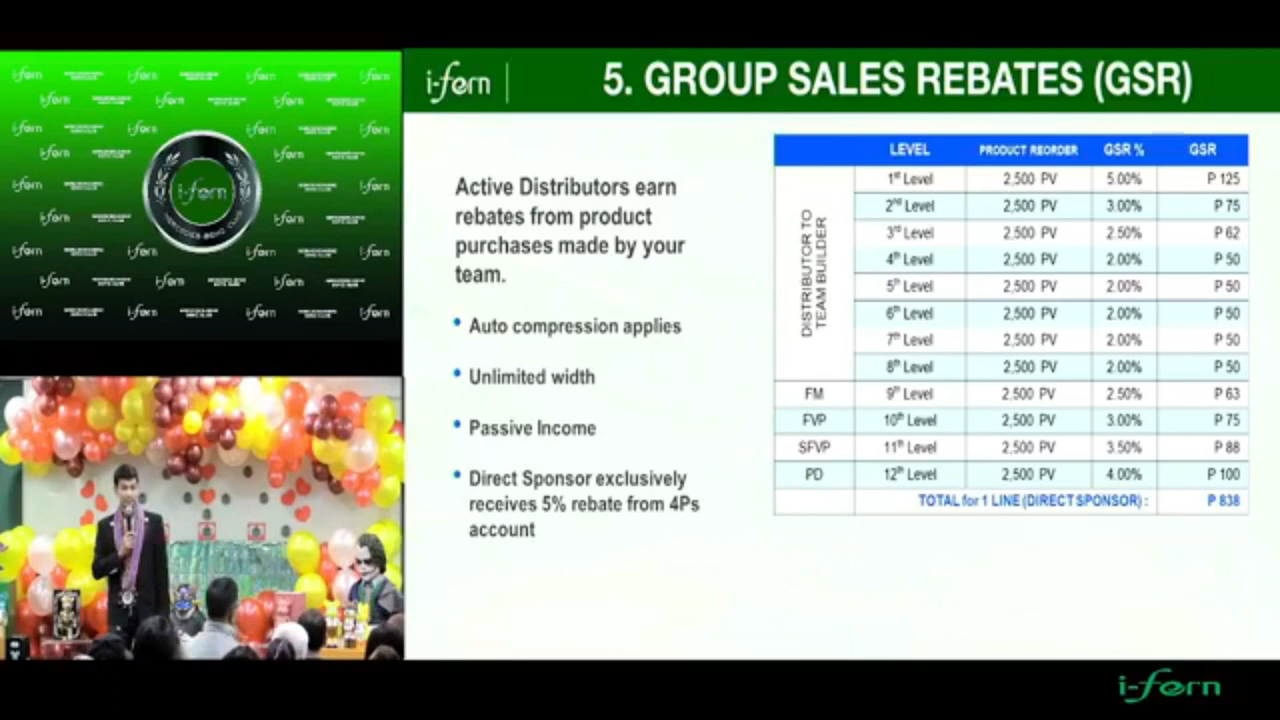 i-fern
5. GROUP SALES REBATES (GSR)
Active Distributors earn
rebates from product
purchases made by your
team.
• Auto compression applies
• Unlimited width
• Passive Income
• Direct Sponsor exclusively
receives 5% rebate from 4Ps
account
LEVEL PRODUCT REORDER GSR % GSR
DISTRIBUTOR TO
TEAM BUILDER
1st Level 2,500 PV 5.00% P 125
2nd Level 2,500 PV 3.00% P 75
3rd Level 2,500 PV 2.50% P 62
4th Level 2,500 PV 2.00% P 50
5th Level 2,500 PV 2.00% P 50
6th Level 2,500 PV 2.00% P 50
7th Level 2,500 PV 2.00% P 50
8th Level 2,500 PV 2.00% P 50
FM 9th Level 2,500 PV 2.50% P 63
FVP 10th Level 2,500 PV 3.00% P 75
SFVP 11th Level 2,500 PV 3.50% P 88
PD 12th Level 2,500 PV 4.00% P 100
TOTAL for 1 LINE (DIRECT SPONSOR) : P 838
i-fern
MERCEDES-BENZ CLUB
i-fern